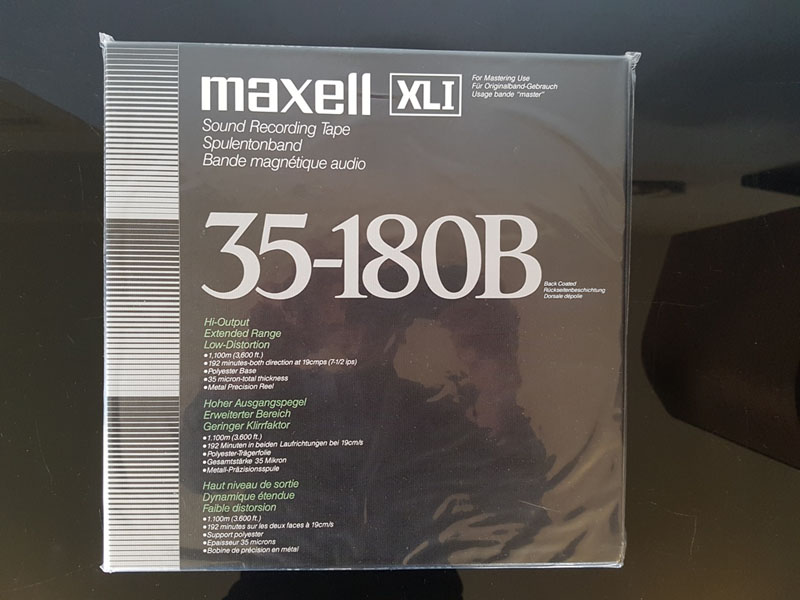 maxell XLI
For Mastering Use
Für Originalband-Gebrauch
Usage bande "master"
Sound Recording Tape
Spulentonband
Bande magnétique audio
35-180B
Back Coated
Rückseitenbeschichtung
Dorsale dépolie
Hi-Output
Extended Range
Low-Distortion
•1,100m (3,600 ft.)
•192 minutes-both direction at 19cmps (7-1/2 ips)
•Polyester Base
•35 micron-total thickness
•Metal Precision Reel
Hoher Ausgangspegel
Erweiterter Bereich
Geringer Klirrfaktor
•1.100m (3.600 ft.)
•192 Minuten in beiden Laufrichtungen bei 19cm/s
•Polyester-Trägerfolie
•Gesamtstärke 35 Mikron
•Metall-Präzisionsspule
Haut niveau de sortie
Dynamique étendue
Faible distorsion
•1.100m (3.600 ft.)
•192 minutes sur les deux faces à 19cm/s
•Support polyester
•Epaisseur 35 microns
•Bobine de précision en métal